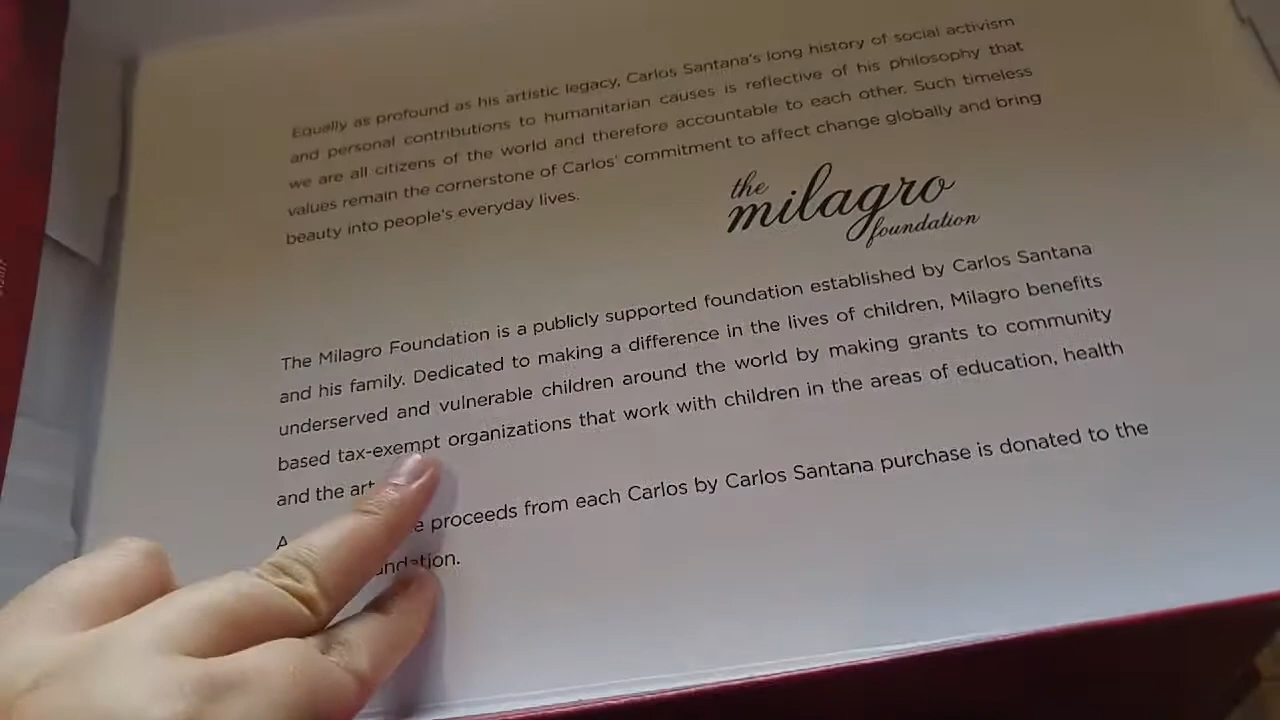 Equally as profound as his artistic legacy, Carlos Santana's long history of social activism
and personal contributions to humanitarian causes is reflective of his philosophy that
we are all citizens of the world and therefore accountable to each other. Such timeless
values remain the cornerstone of Carlos' commitment to affect change globally and bring
beauty into people's everyday lives.
the
milagro
foundation
The Milagro Foundation is a publicly supported foundation established by Carlos Santana
and his family. Dedicated to making a difference in the lives of children, Milagro benefits
underserved and vulnerable children around the world by making grants to community
based tax-exempt organizations that work with children in the areas of education, health
and the art
A proceeds from each Carlos by Carlos Santana purchase is donated to the
undation.